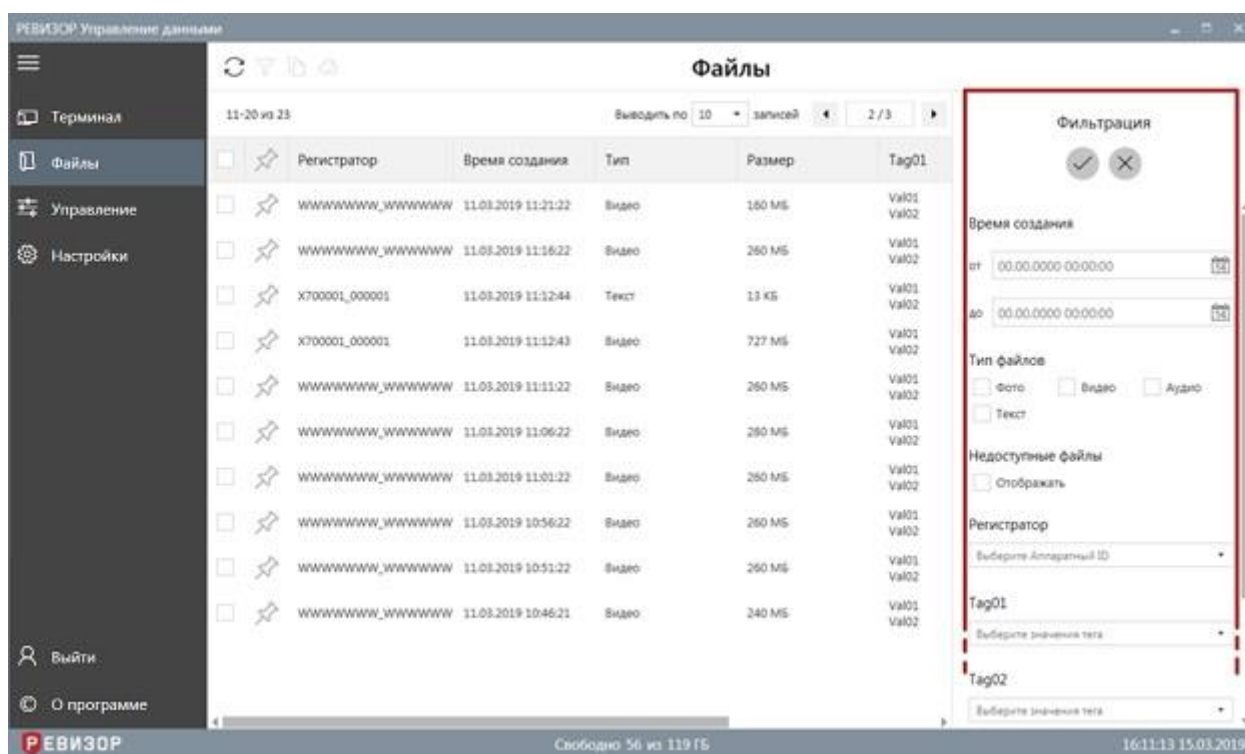 РЕВИЗОР Управление данными
Файлы
Терминал
Файлы
Управление
Настройки
11-20 из 23
Выводить по 10 записей 2 / 3
Регистратор Время создания Тип Размер Tag01
WWWWWWW_WWWWWW 11.03.2019 11:21:22 Видео 160 МБ Val01 Val02
WWWWWWW_WWWWWW 11.03.2019 11:16:22 Видео 260 МБ Val01 Val02
X700001_000001 11.03.2019 11:12:44 Текст 13 КБ Val01 Val02
X700001_000001 11.03.2019 11:12:43 Видео 727 МБ Val01 Val02
WWWWWWW_WWWWWW 11.03.2019 11:11:22 Видео 260 МБ Val01 Val02
WWWWWWW_WWWWWW 11.03.2019 11:06:22 Видео 280 МБ Val01 Val02
WWWWWWW_WWWWWW 11.03.2019 11:01:22 Видео 260 МБ Val01 Val02
WWWWWWW_WWWWWW 11.03.2019 10:56:22 Видео 260 МБ Val01 Val02
WWWWWWW_WWWWWW 11.03.2019 10:51:22 Видео 260 МБ Val01 Val02
WWWWWWW_WWWWWW 11.03.2019 10:46:21 Видео 240 МБ Val01 Val02
Фильтрация
Время создания
от 00.00.0000 00:00:00
до 00.00.0000 00:00:00
Тип файлов
Фото Видео Аудио
Текст
Недоступные файлы
Отображать
Регистратор
Выберите Аппаратный ID
Tag01
Выберите значения тега
Tag02
Выберите значения тега
Выйти
О программе
РЕВИЗОР
Свободно 56 из 119 ГБ
16:11:13 15.03.2019